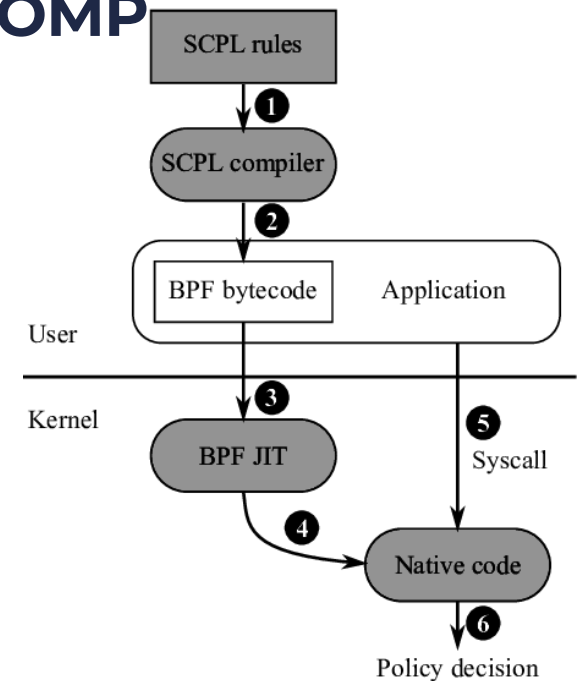 OMP
SCPL rules
1
SCPL compiler
2
BPF bytecode
Application
User
3
Kernel
5
BPF JIT
Syscall
4
Native code
6
Policy decision